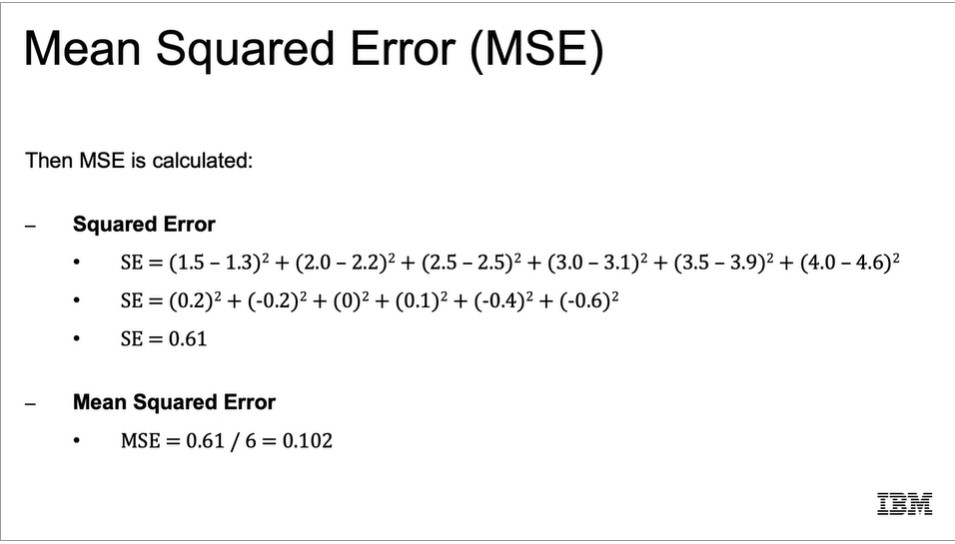 Mean Squared Error (MSE)
Then MSE is calculated:
– Squared Error
• SE = (1.5 – 1.3)² + (2.0 – 2.2)² + (2.5 – 2.5)² + (3.0 – 3.1)² + (3.5 – 3.9)² + (4.0 – 4.6)²
• SE = (0.2)² + (-0.2)² + (0)² + (0.1)² + (-0.4)² + (-0.6)²
• SE = 0.61
– Mean Squared Error
• MSE = 0.61 / 6 = 0.102
IBM